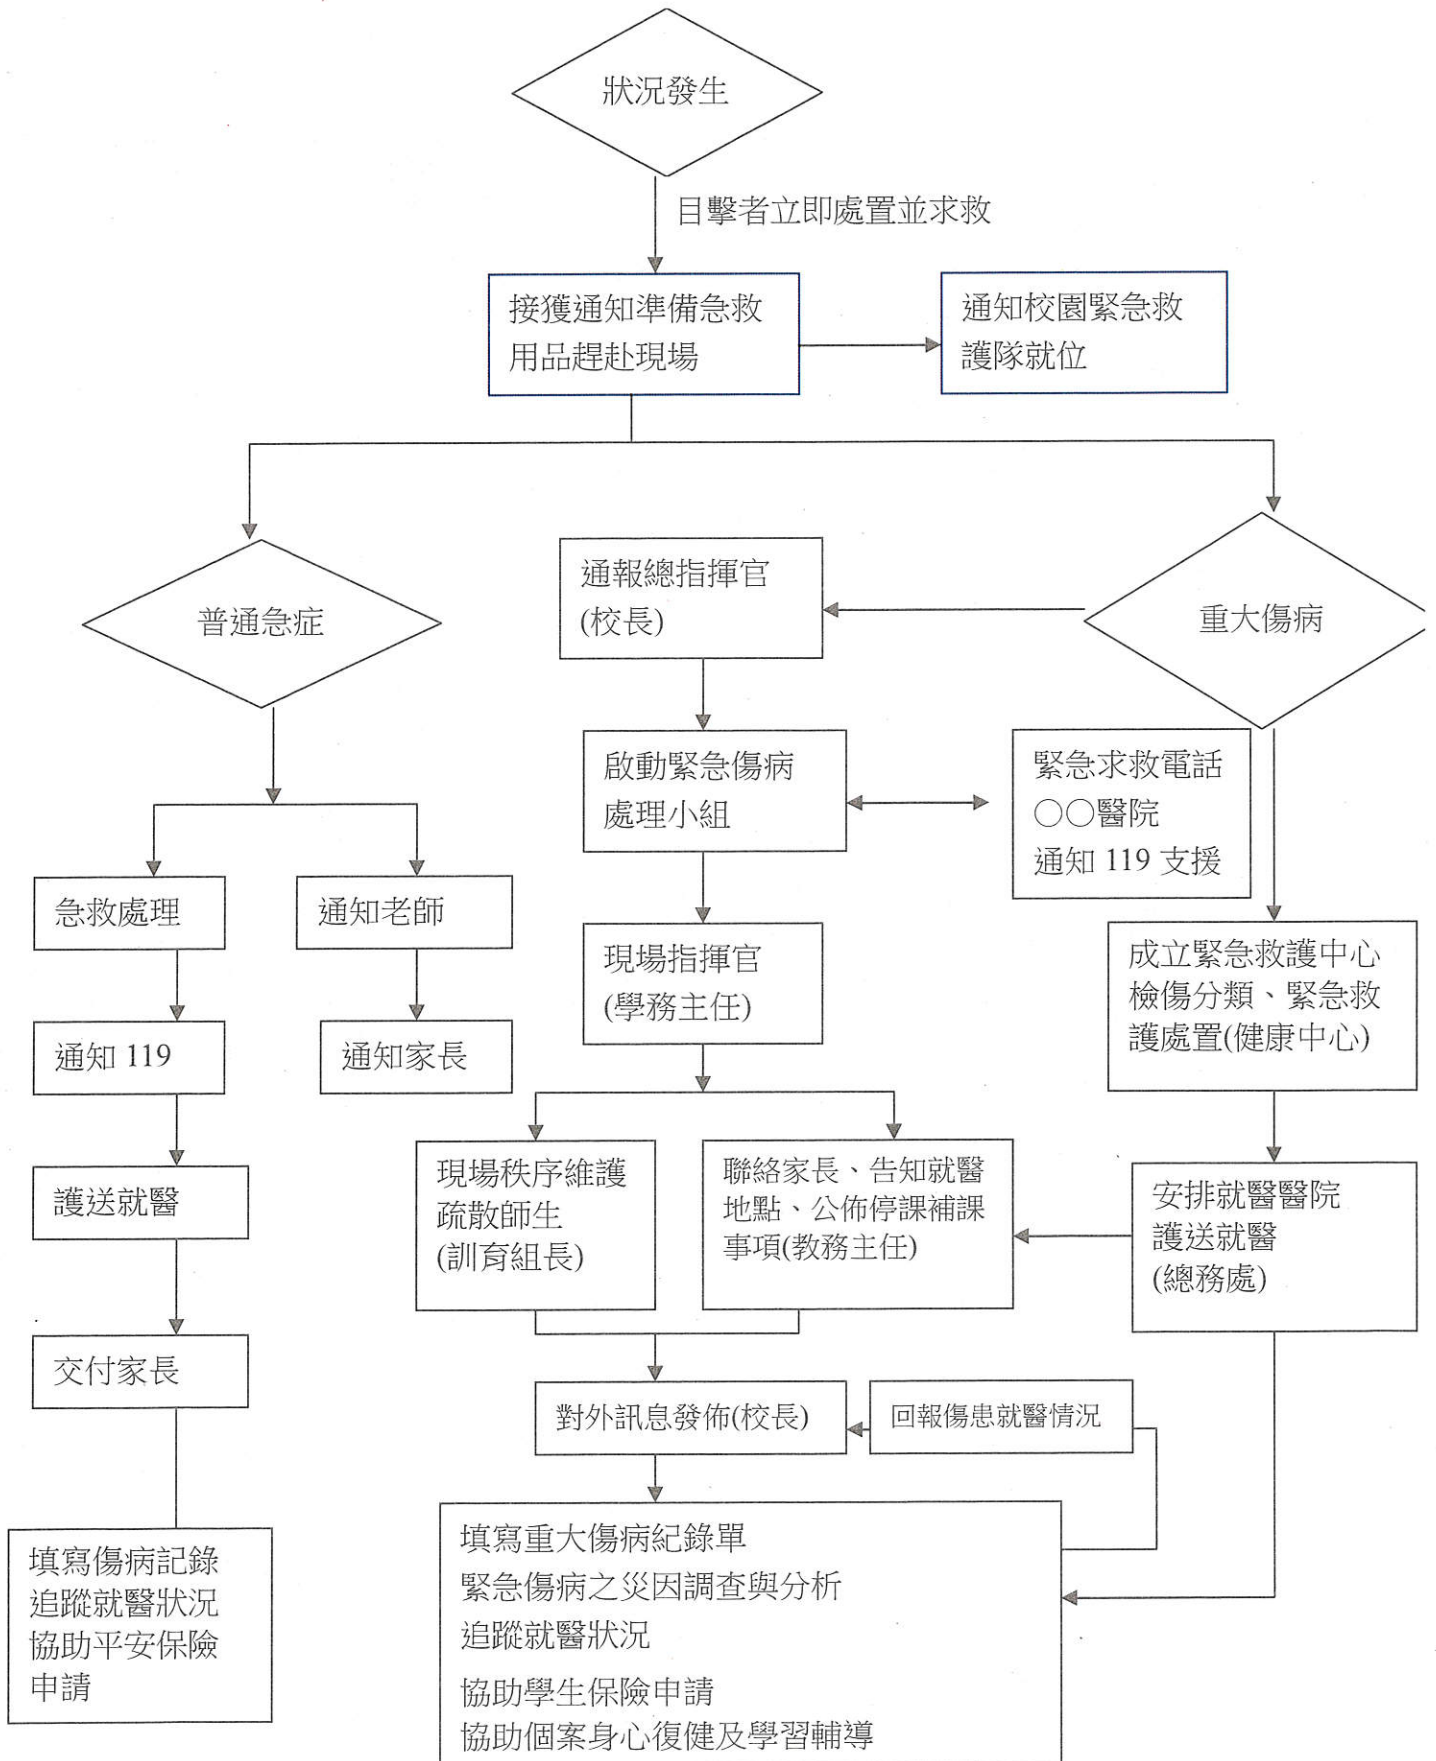 狀況發生
目擊者立即處置並求救
接獲通知準備急救
用品趕赴現場
通知校園緊急救
護隊就位
普通急症
通報總指揮官
(校長)
重大傷病
啟動緊急傷病
處理小組
緊急求救電話
○○醫院
通知 119 支援
急救處理
通知老師
現場指揮官
(學務主任)
成立緊急救護中心
檢傷分類、緊急救
護處置(健康中心)
通知 119
通知家長
護送就醫
現場秩序維護
疏散師生
(訓育組長)
聯絡家長、告知就醫
地點、公佈停課補課
事項(教務主任)
安排就醫醫院
護送就醫
(總務處)
交付家長
對外訊息發佈(校長)
回報傷患就醫情況
填寫傷病記錄
追蹤就醫狀況
協助平安保險
申請
填寫重大傷病紀錄單
緊急傷病之災因調查與分析
追蹤就醫狀況
協助學生保險申請
協助個案身心復健及學習輔導